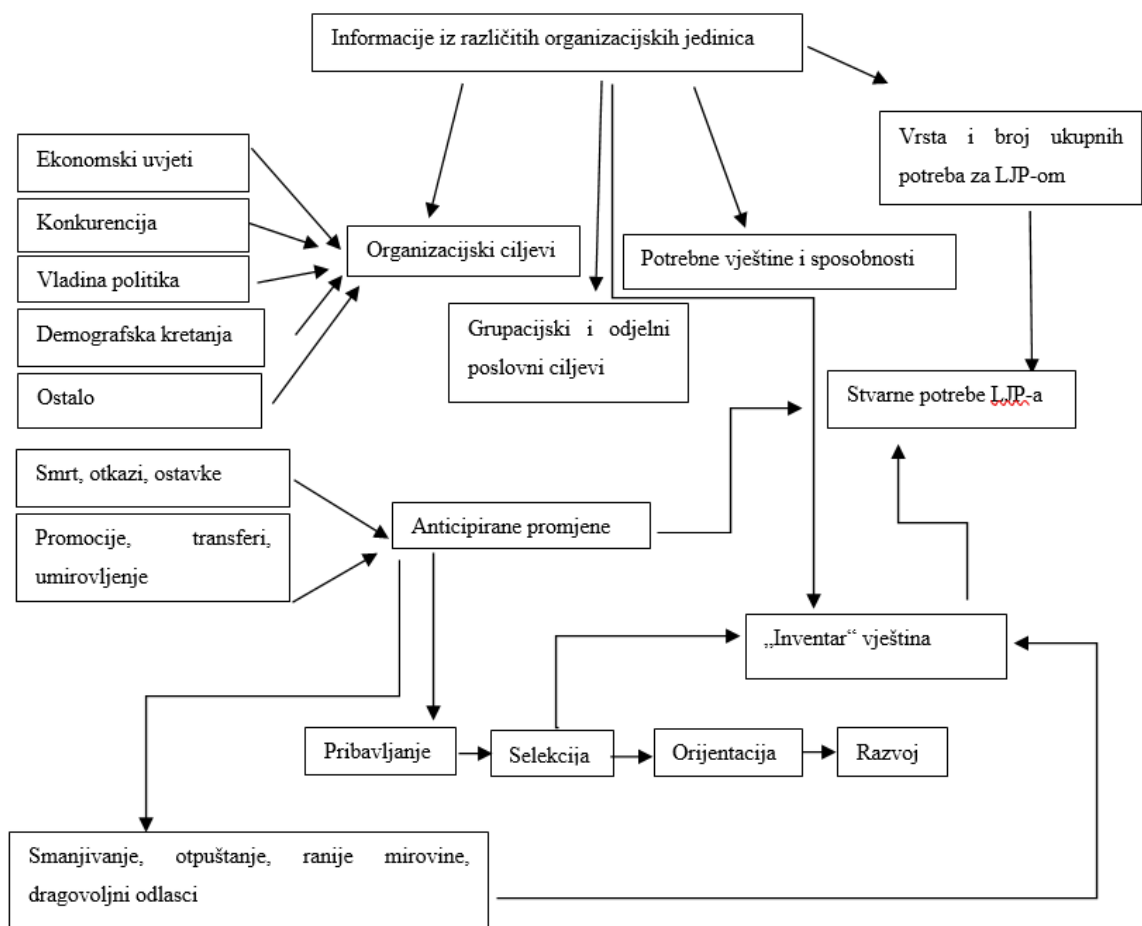 Informacije iz različitih organizacijskih jedinica
Vrsta i broj ukupnih
potreba za LJP-om
Ekonomski uvjeti
Konkurencija
Vladina politika
Demografska kretanja
Ostalo
Organizacijski ciljevi
Potrebne vještine i sposobnosti
Grupacijski i odjelni
poslovni ciljevi
Stvarne potrebe LJP-a
Smrt, otkazi, ostavke
Promocije, transferi,
umirovljenje
Anticipirane promjene
„Inventar“ vještina
Pribavljanje
Selekcija
Orijentacija
Razvoj
Smanjivanje, otpuštanje, ranije mirovine,
dragovoljni odlasci